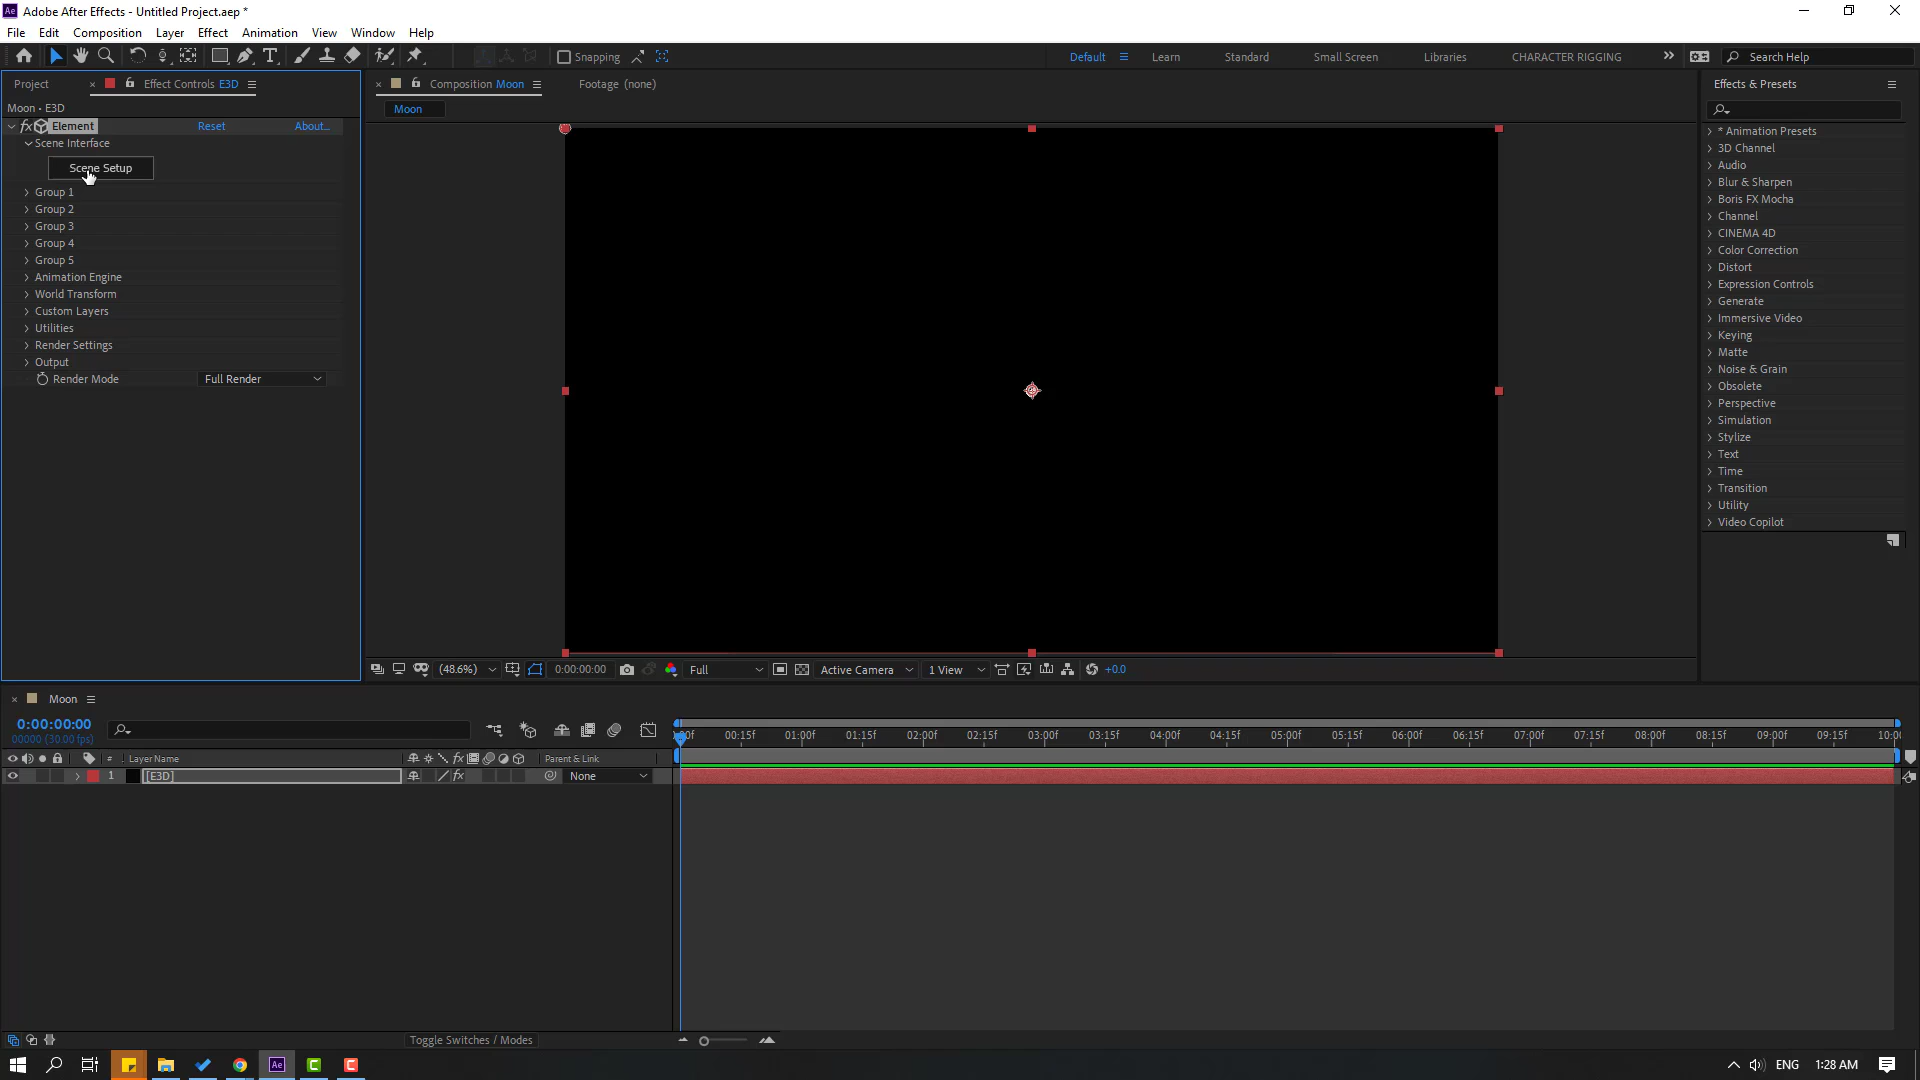 Ae Adobe After Effects - Untitled Project.aep *
File Edit Composition Layer Effect Animation View Window Help
Snapping Default Learn Standard Small Screen Libraries CHARACTER RIGGING Search Help
Project Effect Controls E3D
Composition Moon Footage (none)
Effects & Presets
Moon • E3D
Moon
fx Element Reset About...
Scene Interface
Scene Setup
Group 1
Group 2
Group 3
Group 4
Group 5
Animation Engine
World Transform
Custom Layers
Utilities
Render Settings
Output
Render Mode Full Render
* Animation Presets
3D Channel
Audio
Blur & Sharpen
Boris FX Mocha
Channel
CINEMA 4D
Color Correction
Distort
Expression Controls
Generate
Immersive Video
Keying
Matte
Noise & Grain
Obsolete
Perspective
Simulation
Stylize
Text
Time
Transition
Utility
Video Copilot
(48.6%) 0:00:00:00 Full Active Camera 1 View +0.0
Moon
0:00:00:00
00000 (30.00 fps)
00:15f 01:00f 01:15f 02:00f 02:15f 03:00f 03:15f 04:00f 04:15f 05:00f 05:15f 06:00f 06:15f 07:00f 07:15f 08:00f 08:15f 09:00f 09:15f
# Layer Name fx Parent & Link
1 [E3D] fx None
Toggle Switches / Modes
Ae ENG 1:28 AM